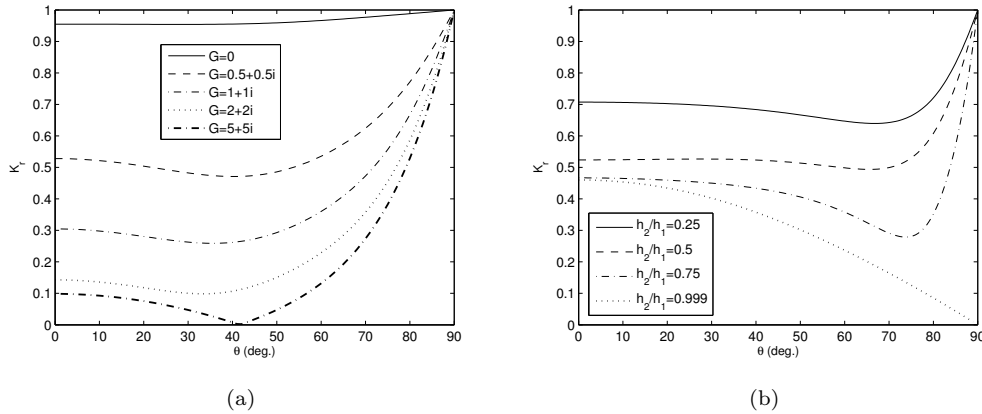 1
0.9
0.8
0.7
0.6
0.5
0.4
0.3
0.2
0.1
0
K_r
G=0
G=0.5+0.5i
G=1+1i
G=2+2i
G=5+5i
0 10 20 30 40 50 60 70 80 90
θ (deg.)
(a)
1
0.9
0.8
0.7
0.6
0.5
0.4
0.3
0.2
0.1
0
K_r
h_2/h_1=0.25
h_2/h_1=0.5
h_2/h_1=0.75
h_2/h_1=0.999
0 10 20 30 40 50 60 70 80 90
θ (deg.)
(b)